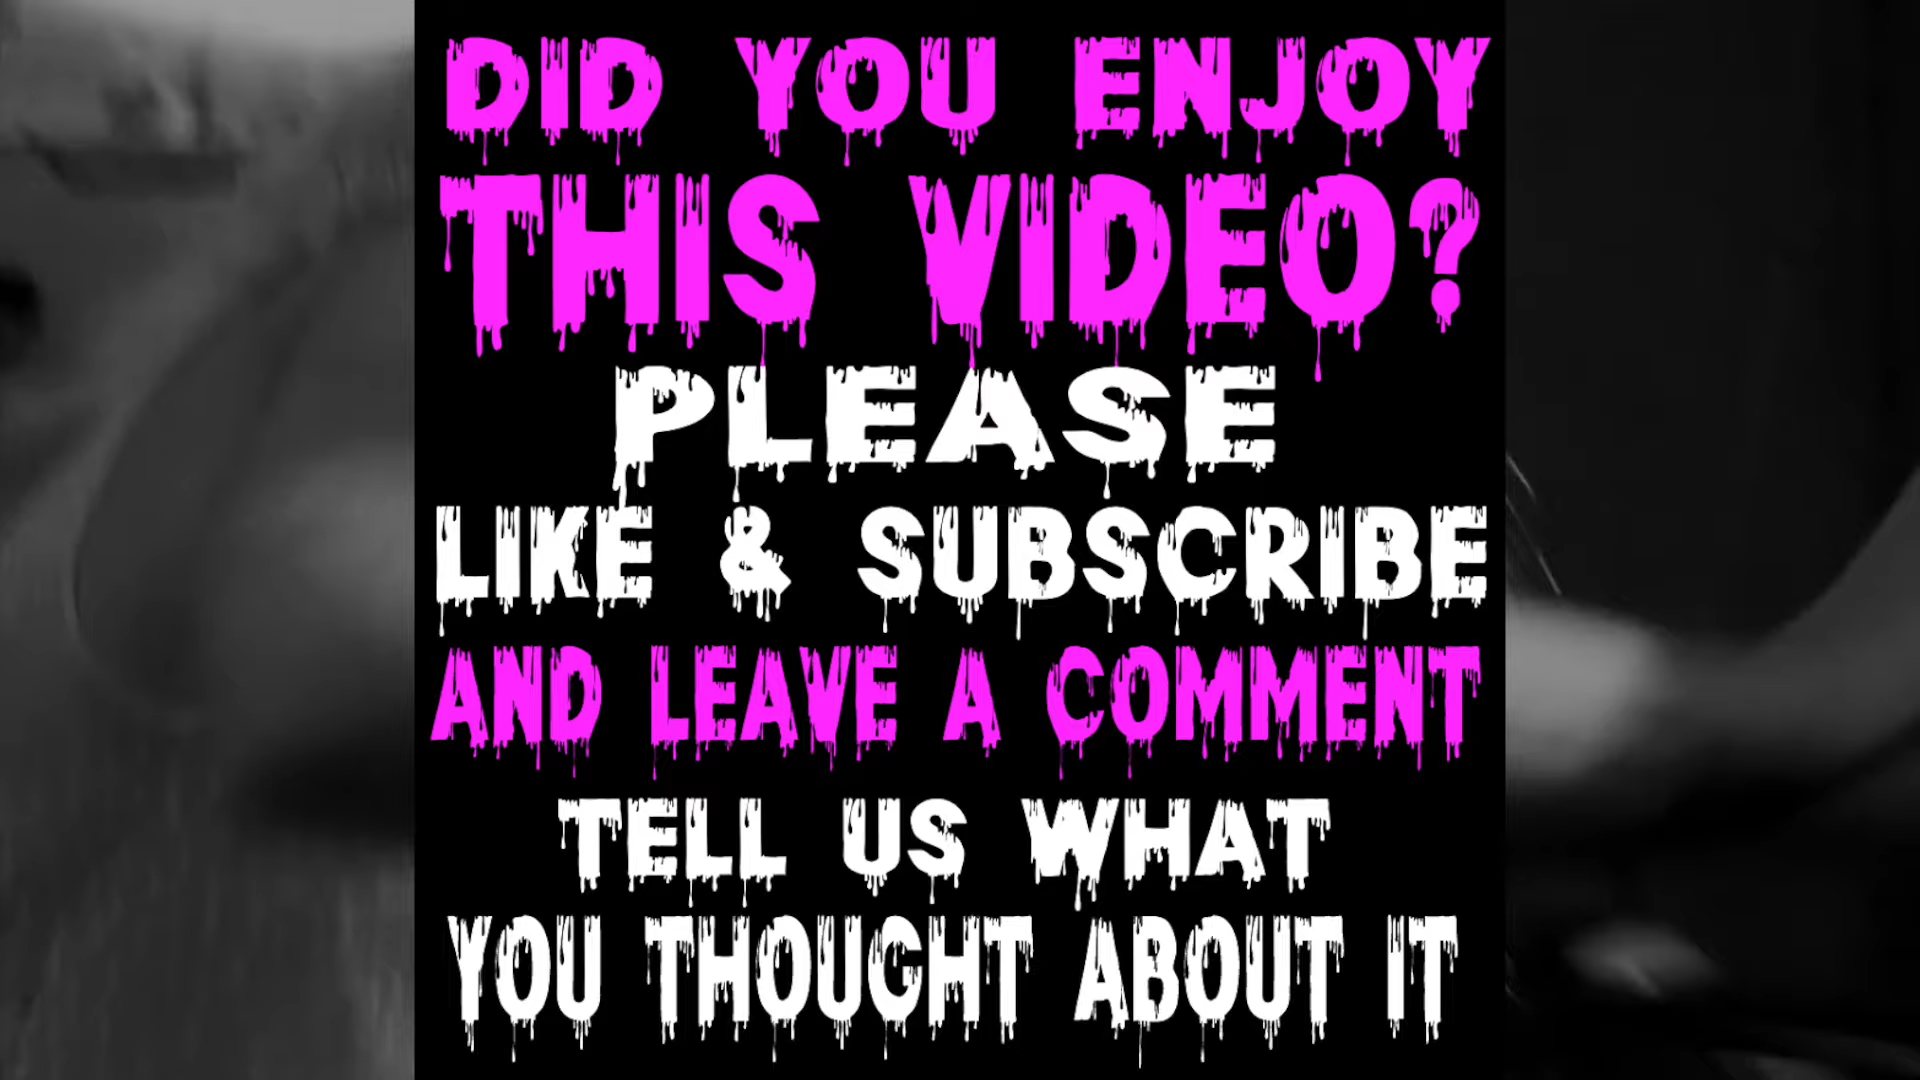 DID YOU ENJOY
THIS VIDEO?
PLEASE
LIKE & SUBSCRIBE
AND LEAVE A COMMENT
TELL US WHAT
YOU THOUGHT ABOUT IT